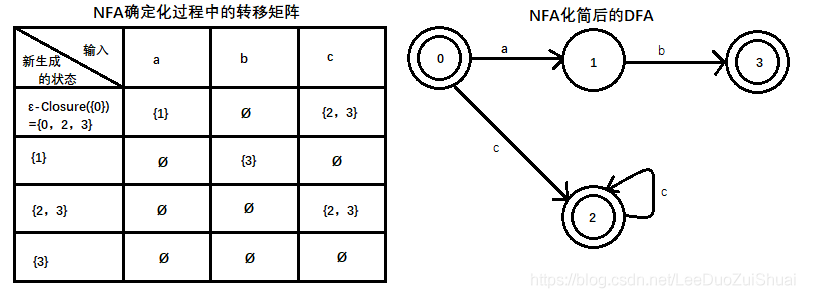 NFA确定化过程中的转移矩阵
输入
新生成
的状态
a
b
c
ε-Closure({0})
={0，2，3}
{1}
Ø
{2，3}
{1}
Ø
{3}
Ø
{2，3}
Ø
Ø
{2，3}
{3}
Ø
Ø
Ø
NFA化简后的DFA
0
a
1
b
3
c
2
c
https://blog.csdn.net/LeeDuoZuiShuai